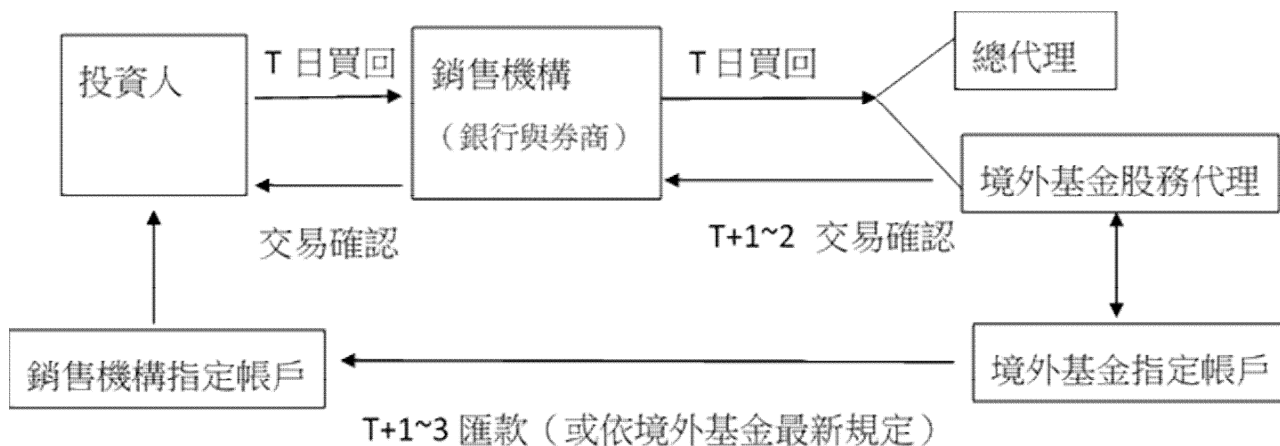 投資人
T 日買回
銷售機構
（銀行與券商）
T 日買回
總代理
境外基金股務代理
交易確認
T+1~2 交易確認
銷售機構指定帳戶
境外基金指定帳戶
T+1~3 匯款（或依境外基金最新規定）